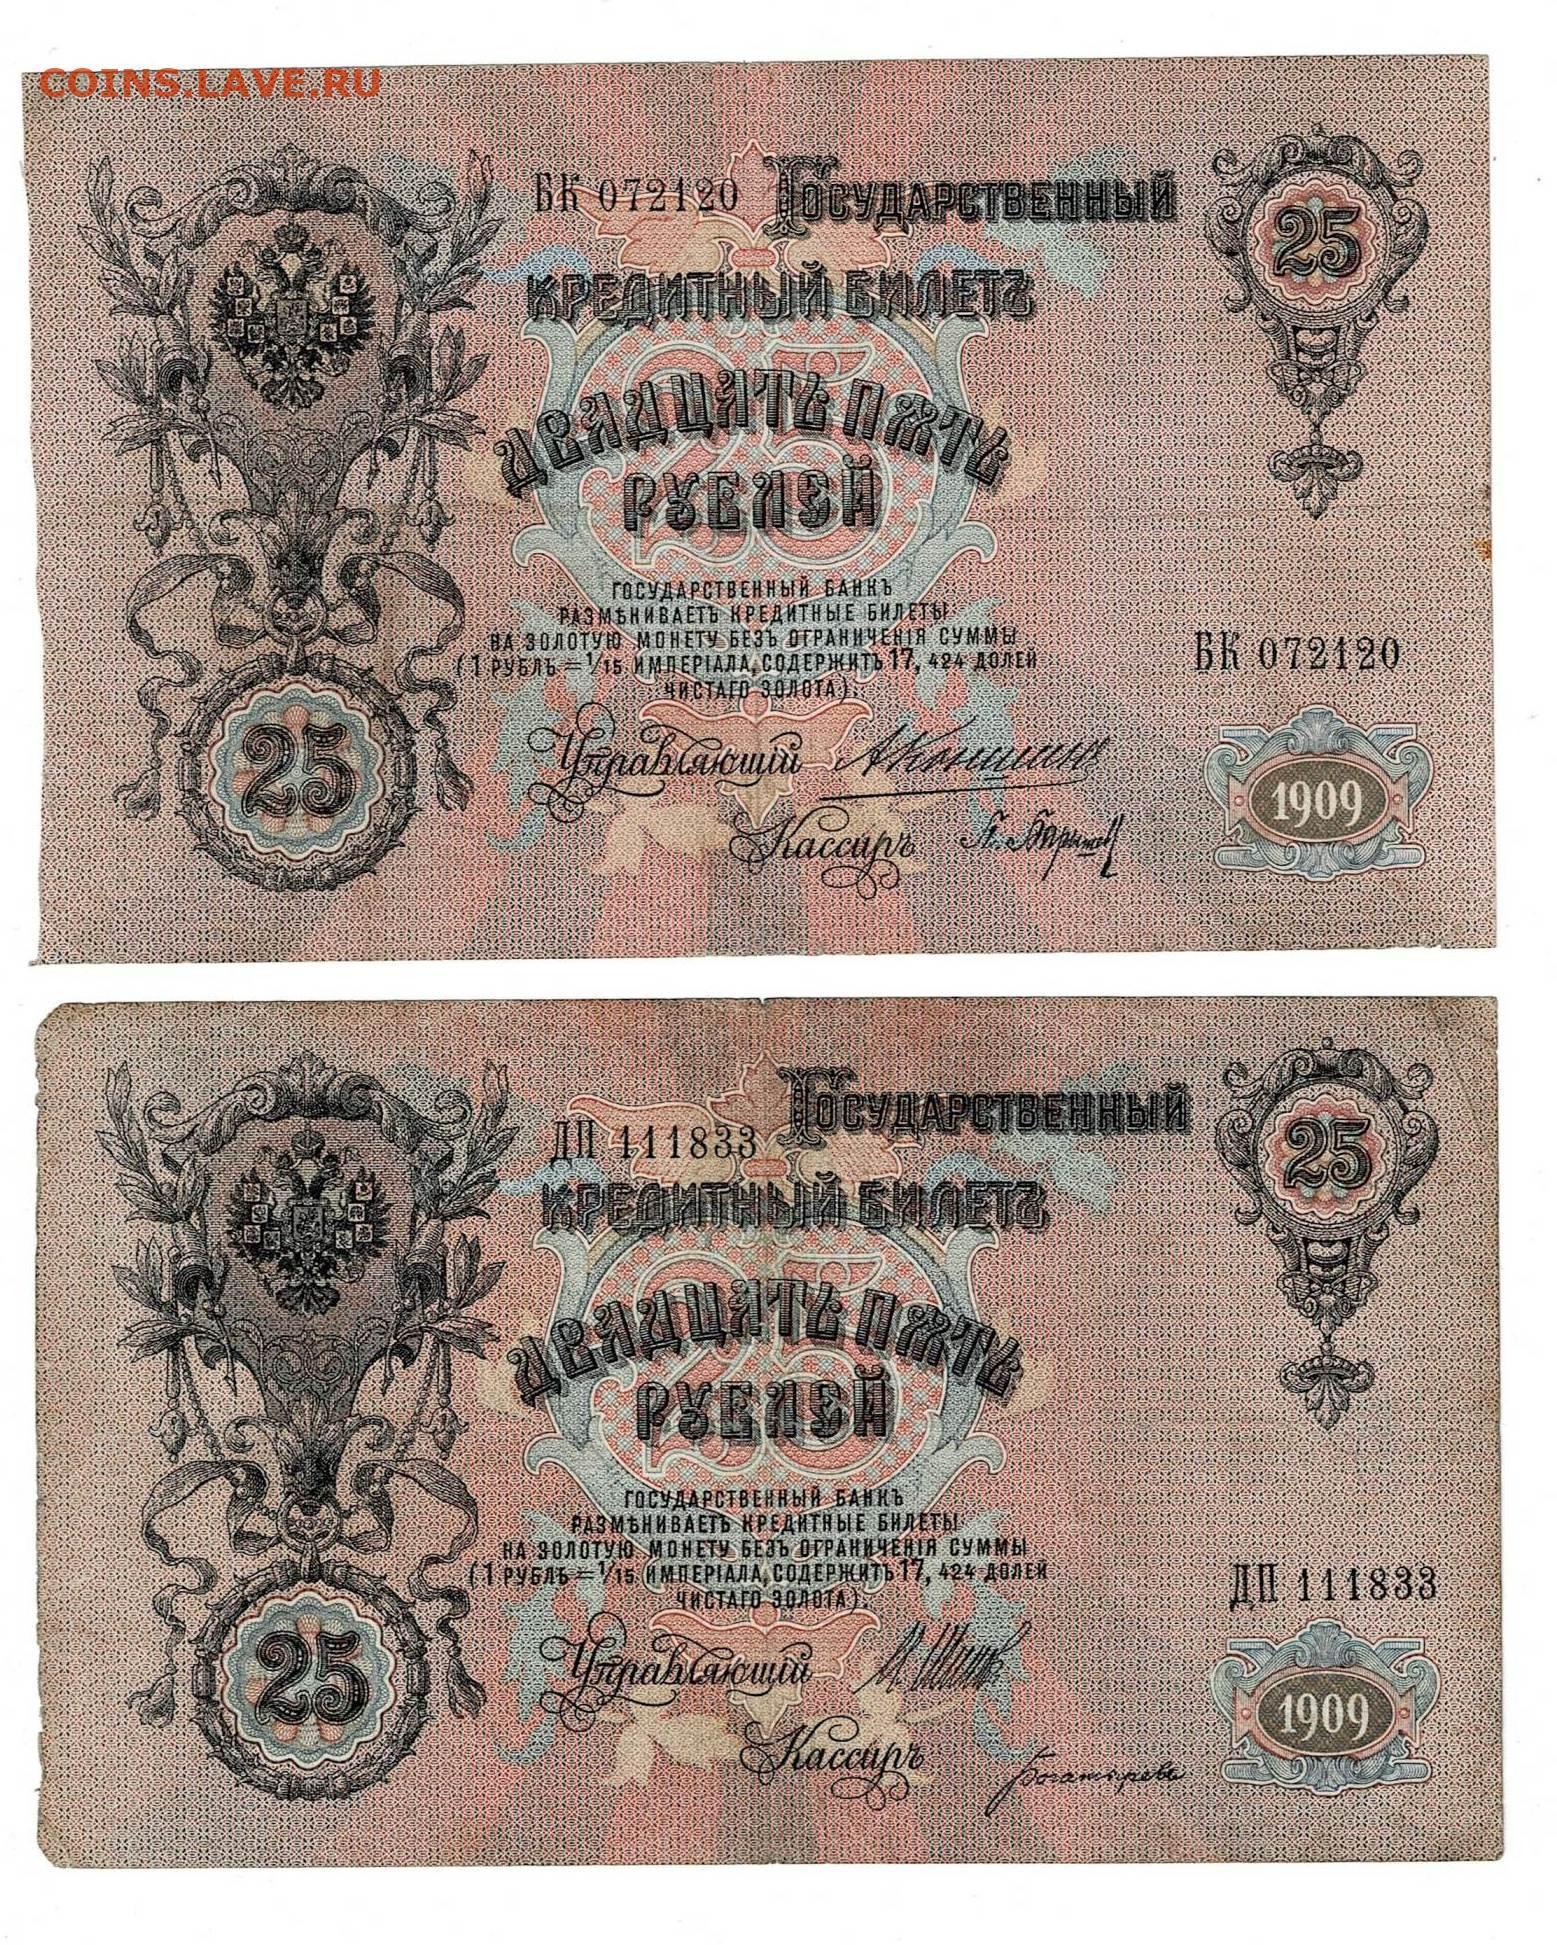 COINS.LAVE.RU
БК 072120 Государственный
25
Кредитный Билетъ
Двадцать пять
рублей
Государственный Банкъ
размѣниваетъ кредитные билеты
на золотую монету безъ ограниченія суммы
(1 рубль = 1/15 имперіала, содержитъ 17,424 долей
чистаго золота).
БК 072120
25
Управляющій АКоншинъ
1909
Кассиръ
Государственный
ДП 111833
25
Кредитный Билетъ
Двадцать пять
рублей
Государственный Банкъ
размѣниваетъ кредитные билеты
на золотую монету безъ ограниченія суммы
(1 рубль = 1/15 имперіала, содержитъ 17,424 долей
чистаго золота).
ДП 111833
25
Управляющій И Шиповъ
1909
Кассиръ Богатыревъ